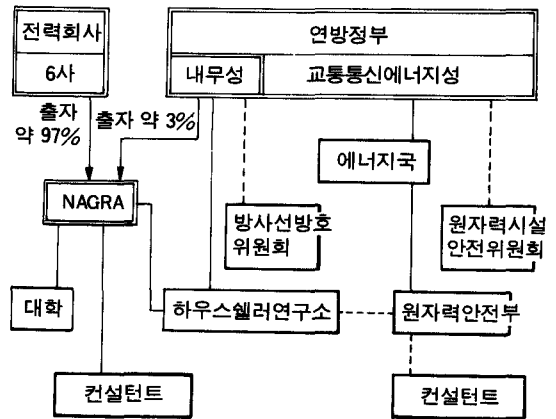 전력회사
6사
연방정부
내무성
교통통신에너지성
출자
약 97%
출자 약 3%
에너지국
NAGRA
방사선방호
위원회
원자력시설
안전위원회
대학
하우스쉘러연구소
원자력안전부
컨설턴트
컨설턴트